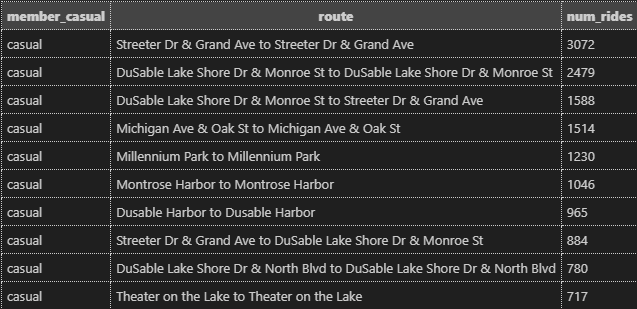 member_casual route num_rides
casual Streeter Dr & Grand Ave to Streeter Dr & Grand Ave 3072
casual DuSable Lake Shore Dr & Monroe St to DuSable Lake Shore Dr & Monroe St 2479
casual DuSable Lake Shore Dr & Monroe St to Streeter Dr & Grand Ave 1588
casual Michigan Ave & Oak St to Michigan Ave & Oak St 1514
casual Millennium Park to Millennium Park 1230
casual Montrose Harbor to Montrose Harbor 1046
casual Dusable Harbor to Dusable Harbor 965
casual Streeter Dr & Grand Ave to DuSable Lake Shore Dr & Monroe St 884
casual DuSable Lake Shore Dr & North Blvd to DuSable Lake Shore Dr & North Blvd 780
casual Theater on the Lake to Theater on the Lake 717